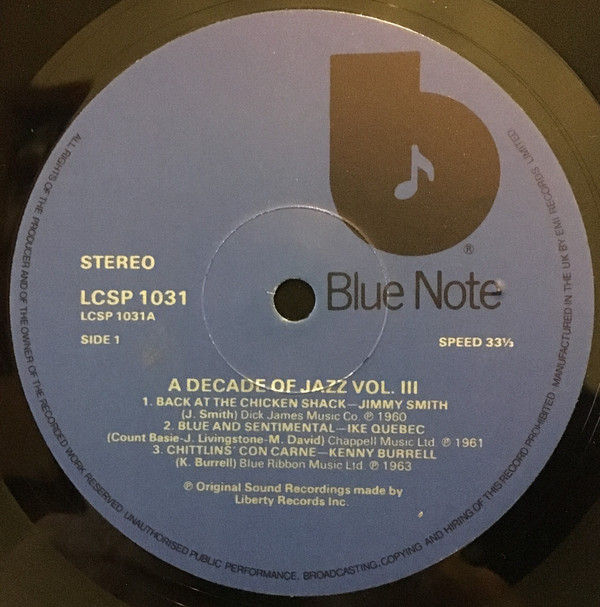 Blue Note
®
STEREO
LCSP 1031
LCSP 1031A
SIDE 1
SPEED 33⅓
A DECADE OF JAZZ VOL. III
1. BACK AT THE CHICKEN SHACK—JIMMY SMITH
(J. Smith) Dick James Music Co. ℗ 1960
2. BLUE AND SENTIMENTAL—IKE QUEBEC
(Count Basie-J. Livingstone-M. David) Chappell Music Ltd. ℗ 1961
3. CHITTLINS' CON CARNE—KENNY BURRELL
(K. Burrell) Blue Ribbon Music Ltd. ℗ 1963
℗ Original Sound Recordings made by
Liberty Records Inc.
ALL RIGHTS OF THE PRODUCER AND OF THE OWNER OF THE RECORDED WORK RESERVED. UNAUTHORISED PUBLIC PERFORMANCE, BROADCASTING, COPYING AND HIRING OF THIS RECORD PROHIBITED MANUFACTURED IN THE UK BY EMI RECORDS LIMITED